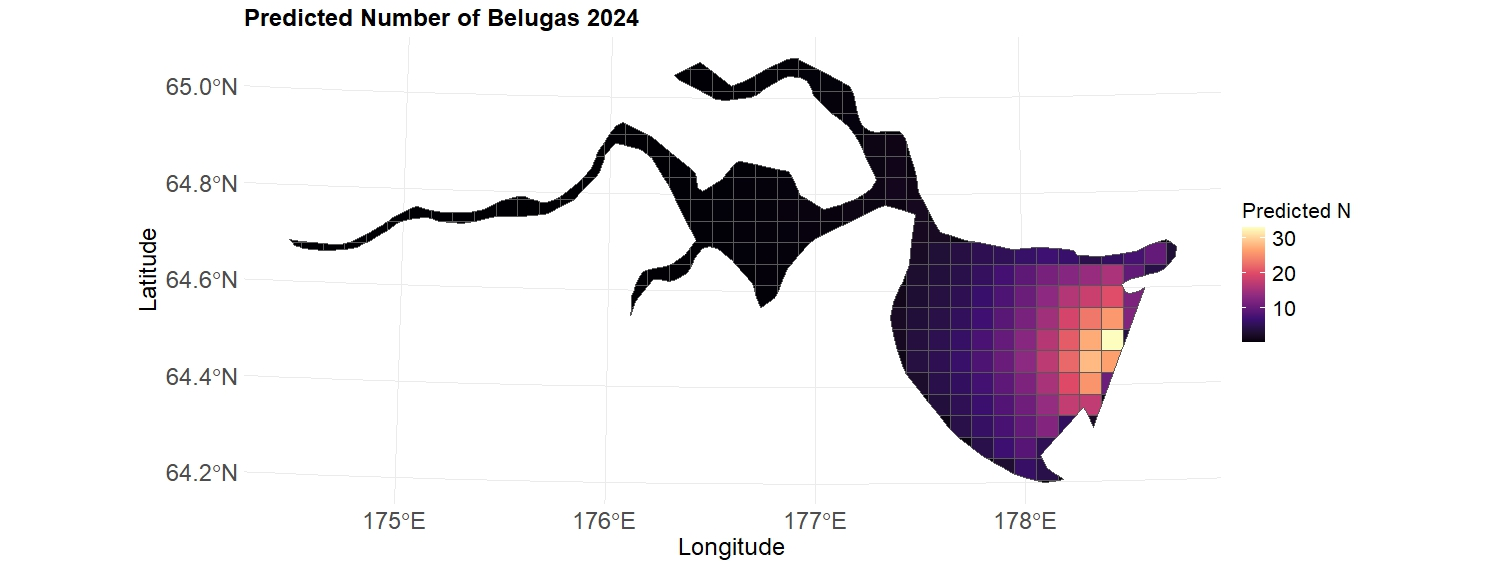 Predicted Number of Belugas 2024
65.0°N
64.8°N
64.6°N
64.4°N
64.2°N
Latitude
175°E
176°E
177°E
178°E
Longitude
Predicted N
30
20
10